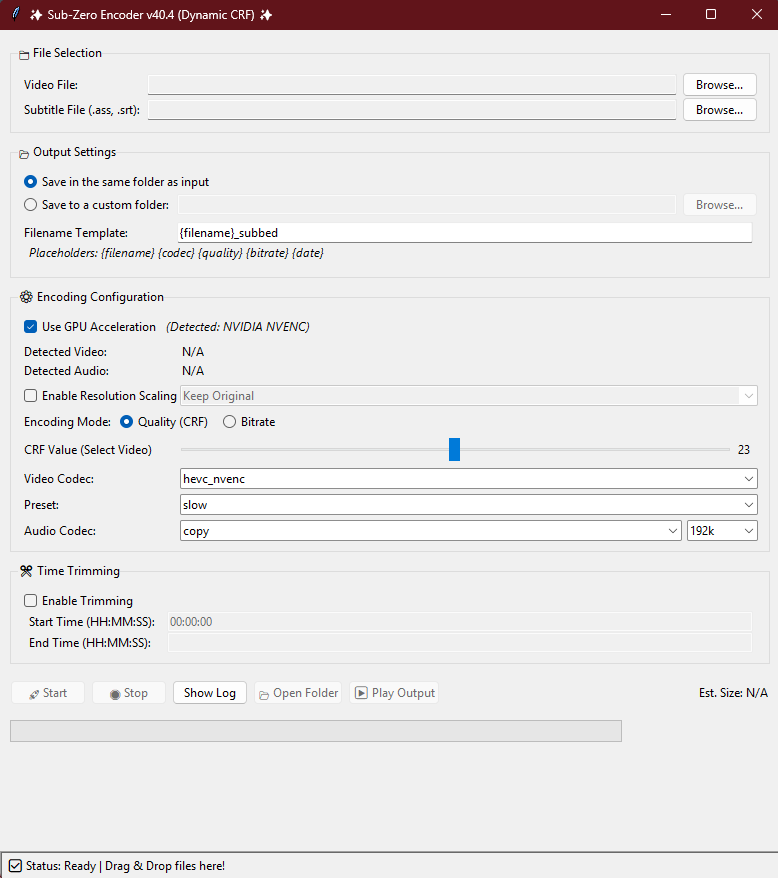 ✨ Sub-Zero Encoder v40.4 (Dynamic CRF) ✨
File Selection
Video File: Browse...
Subtitle File (.ass, .srt): Browse...
Output Settings
Save in the same folder as input
Save to a custom folder: Browse...
Filename Template: {filename}_subbed
Placeholders: {filename} {codec} {quality} {bitrate} {date}
Encoding Configuration
Use GPU Acceleration (Detected: NVIDIA NVENC)
Detected Video: N/A
Detected Audio: N/A
Enable Resolution Scaling Keep Original
Encoding Mode: Quality (CRF) Bitrate
CRF Value (Select Video) 23
Video Codec: hevc_nvenc
Preset: slow
Audio Codec: copy 192k
Time Trimming
Enable Trimming
Start Time (HH:MM:SS): 00:00:00
End Time (HH:MM:SS):
Start Stop Show Log Open Folder Play Output Est. Size: N/A
Status: Ready | Drag & Drop files here!